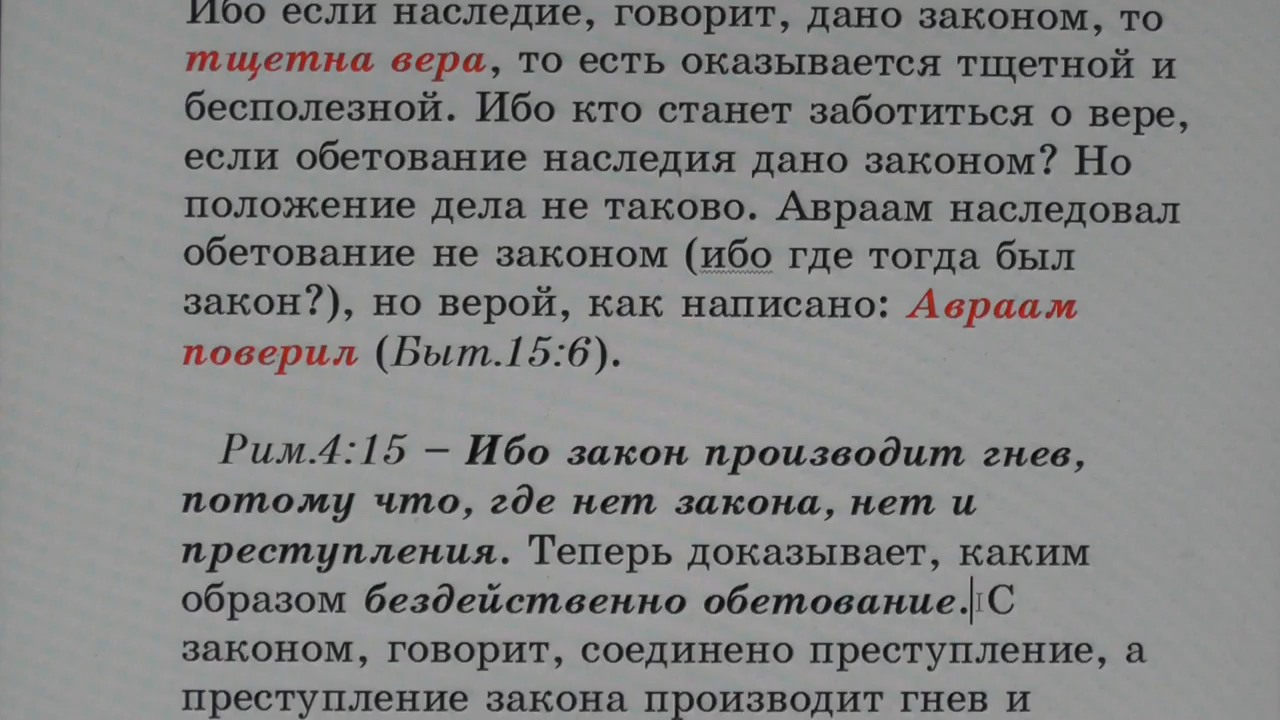 Ибо если наследие, говорит, дано законом, то
тщетна вера, то есть оказывается тщетной и
бесполезной. Ибо кто станет заботиться о вере,
если обетование наследия дано законом? Но
положение дела не таково. Авраам наследовал
обетование не законом (ибо где тогда был
закон?), но верой, как написано: Авраам
поверил (Быт.15:6).
Рим.4:15 – Ибо закон производит гнев,
потому что, где нет закона, нет и
преступления. Теперь доказывает, каким
образом бездейственно обетование. С
законом, говорит, соединено преступление, а
преступление закона производит гнев и